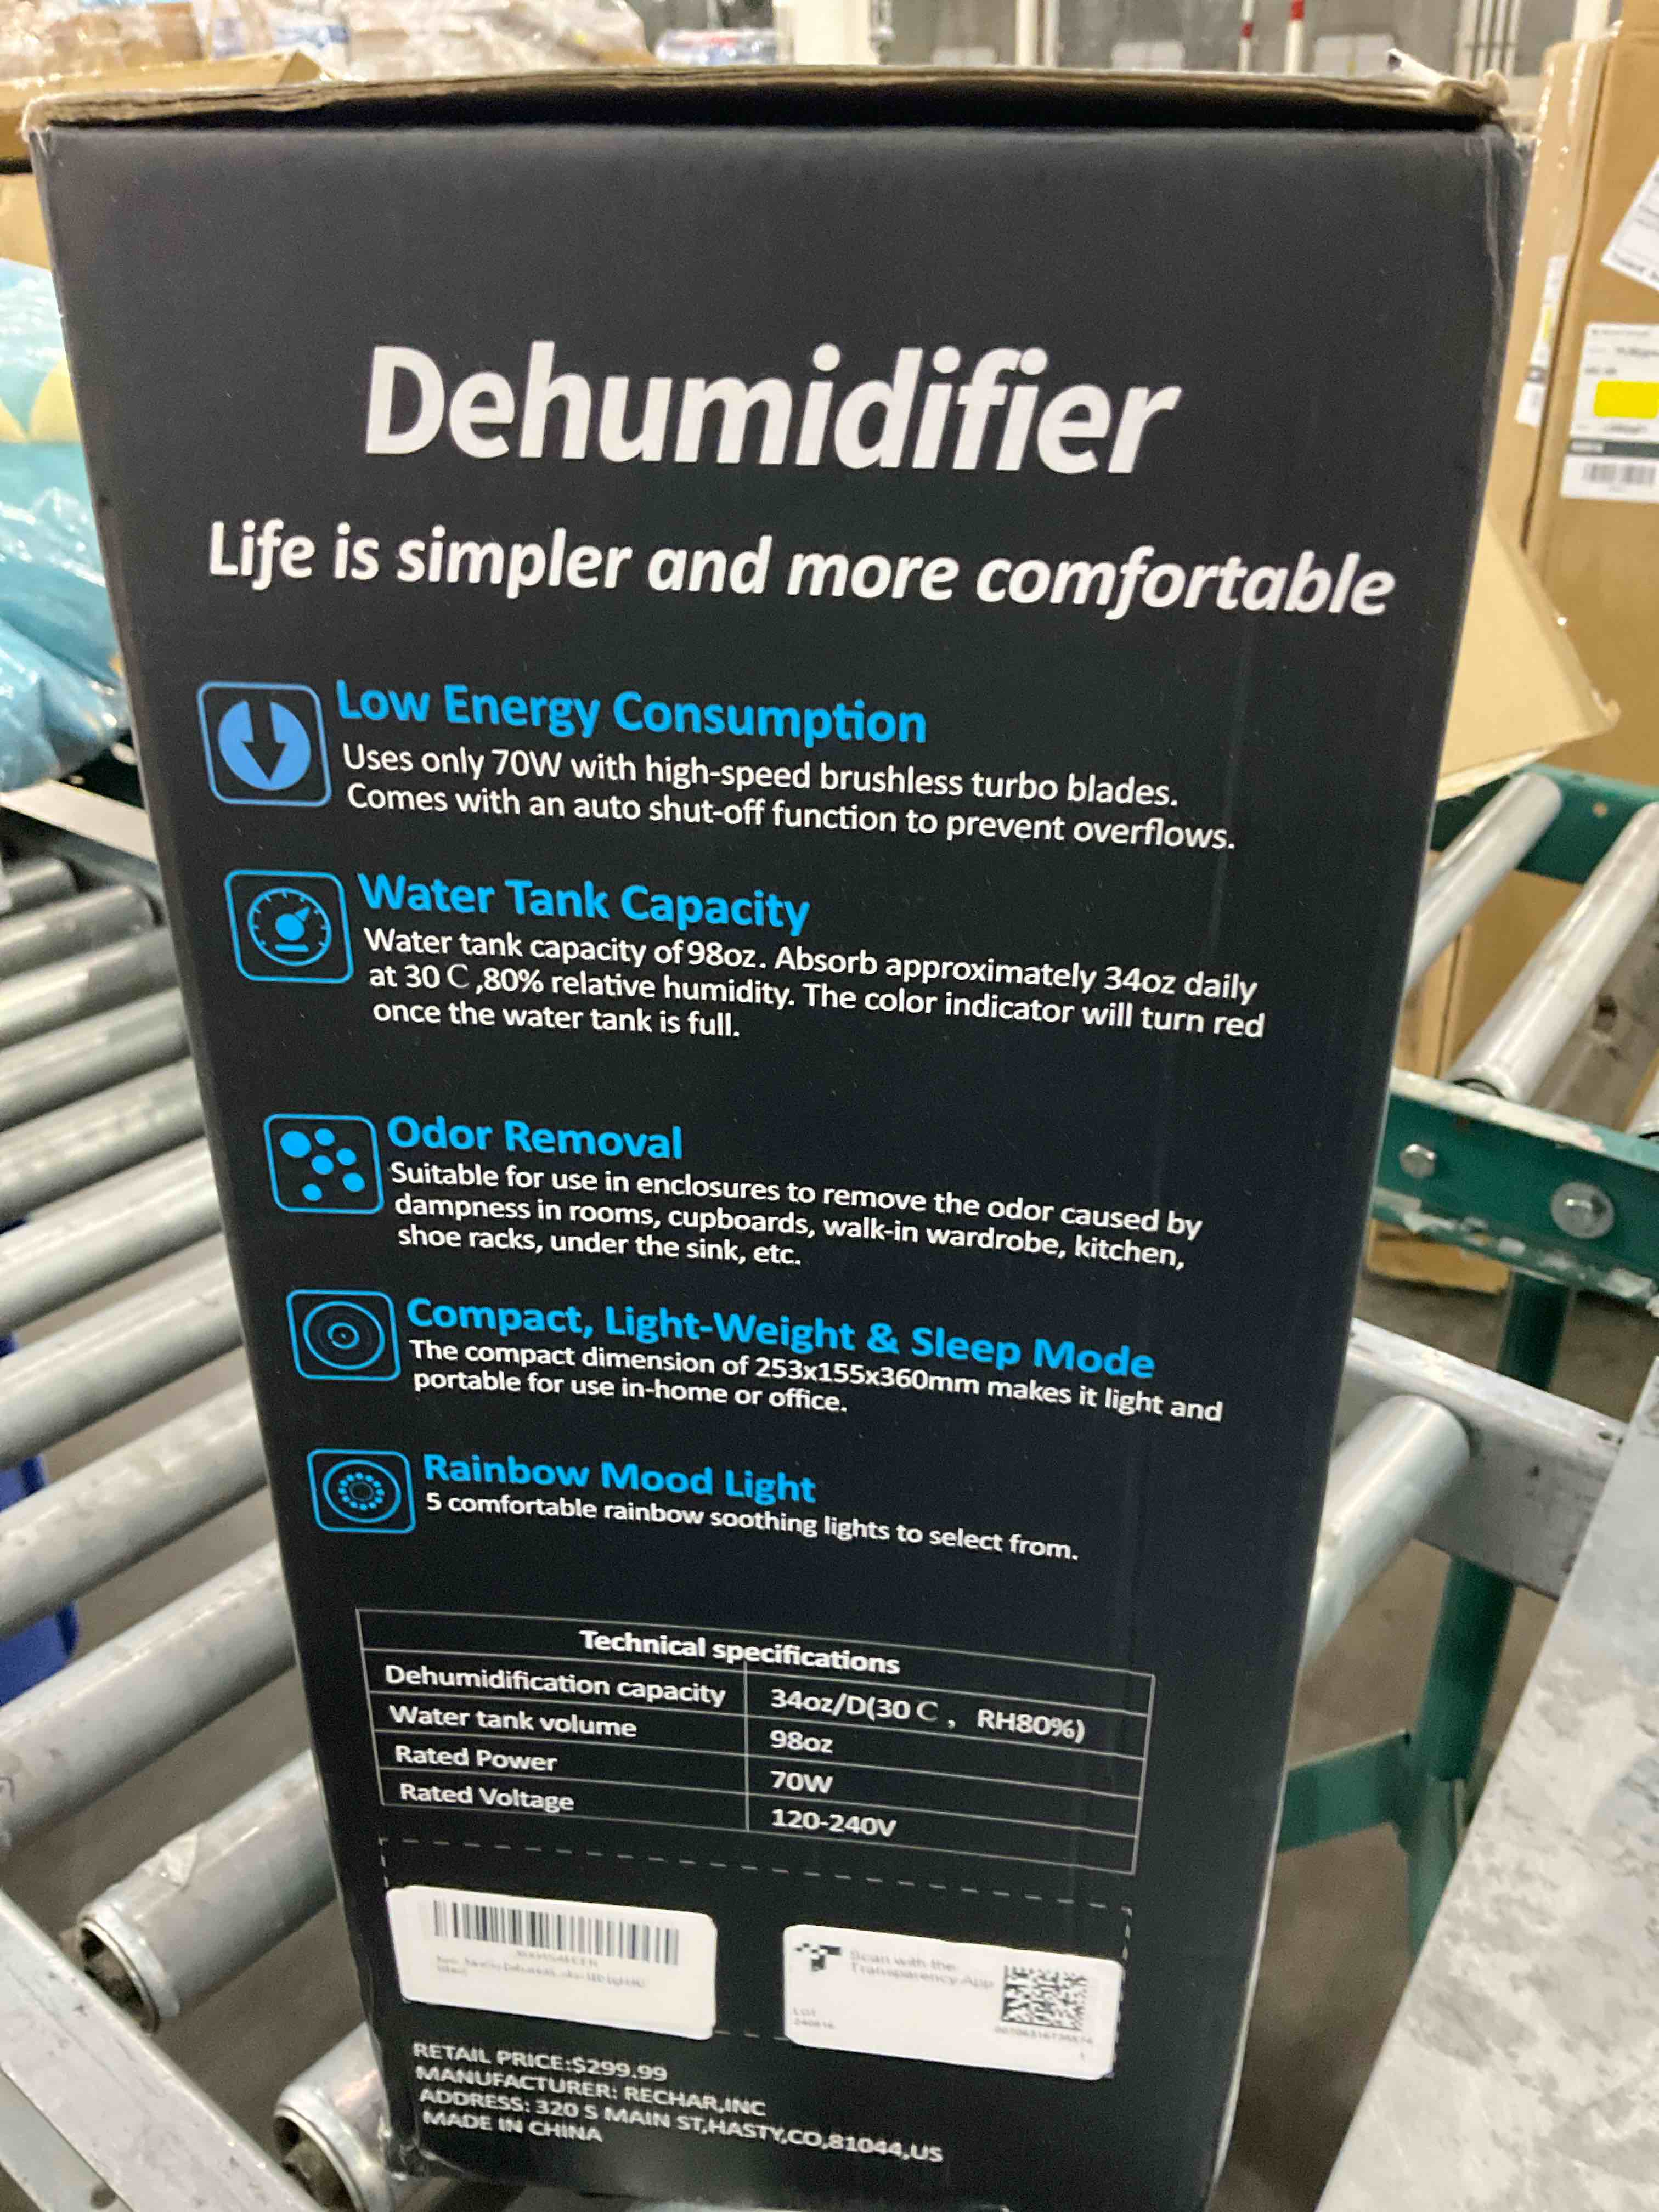 Dehumidifier
Life is simpler and more comfortable
Low Energy Consumption
Uses only 70W with high-speed brushless turbo blades.
Comes with an auto shut-off function to prevent overflows.
Water Tank Capacity
Water tank capacity of 98oz. Absorb approximately 34oz daily
at 30 C ,80% relative humidity. The color indicator will turn red
once the water tank is full.
Odor Removal
Suitable for use in enclosures to remove the odor caused by
dampness in rooms, cupboards, walk-in wardrobe, kitchen,
shoe racks, under the sink, etc.
Compact, Light-Weight & Sleep Mode
The compact dimension of 253x155x360mm makes it light and
portable for use in-home or office.
Rainbow Mood Light
5 comfortable rainbow soothing lights to select from.
Technical specifications
Dehumidification capacity 34oz/D(30 C , RH80%)
Water tank volume 98oz
Rated Power 70W
Rated Voltage 120-240V
Scan with the
Transparency App
LOT
RETAIL PRICE:$299.99
MANUFACTURER: RECHAR,INC
ADDRESS: 320 S MAIN ST,HASTY,CO,81044,US
MADE IN CHINA